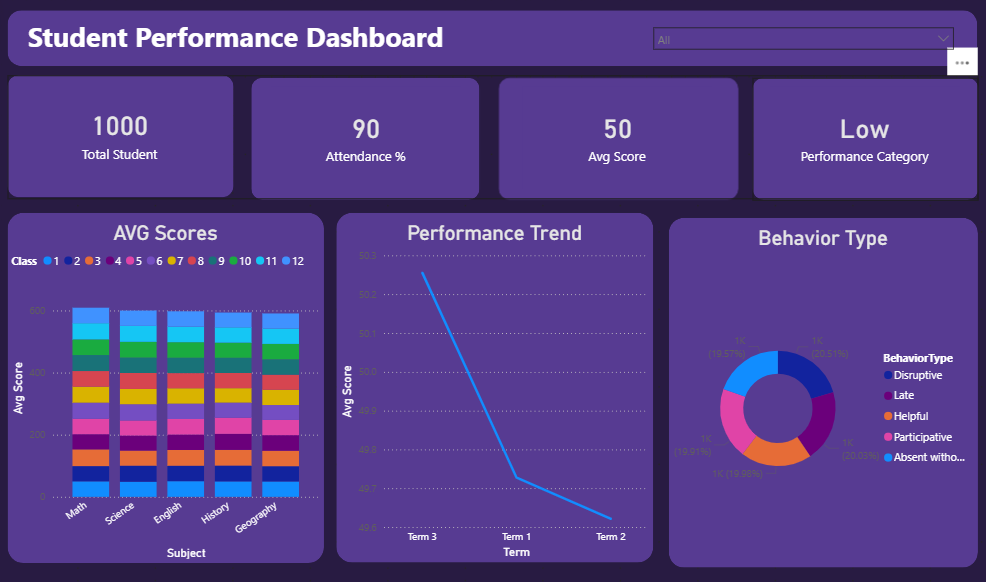 Student Performance Dashboard
All
1000
Total Student
90
Attendance %
50
Avg Score
Low
Performance Category
AVG Scores
Class 1 2 3 4 5 6 7 8 9 10 11 12
Avg Score
600
400
200
0
Math
Science
English
History
Geography
Subject
Performance Trend
Avg Score
50.3
50.2
50.1
50.0
49.9
49.8
49.7
49.6
Term 3
Term 1
Term 2
Term
Behavior Type
1K
(19.57%)
1K
(20.51%)
1K
(19.91%)
1K
(20.03%)
1K (19.98%)
BehaviorType
Disruptive
Late
Helpful
Participative
Absent witho...